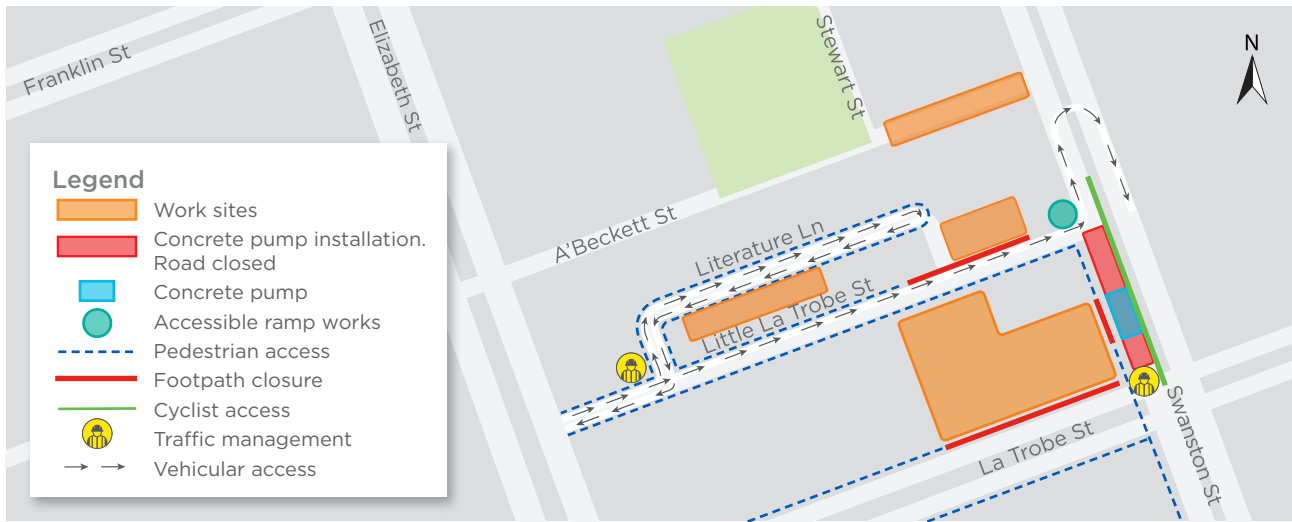 Franklin St
Elizabeth St
Stewart St
N
A'Beckett St
Literature Ln
Little La Trobe St
La Trobe St
Swanston St
Legend
Work sites
Concrete pump installation.
Road closed
Concrete pump
Accessible ramp works
Pedestrian access
Footpath closure
Cyclist access
Traffic management
Vehicular access